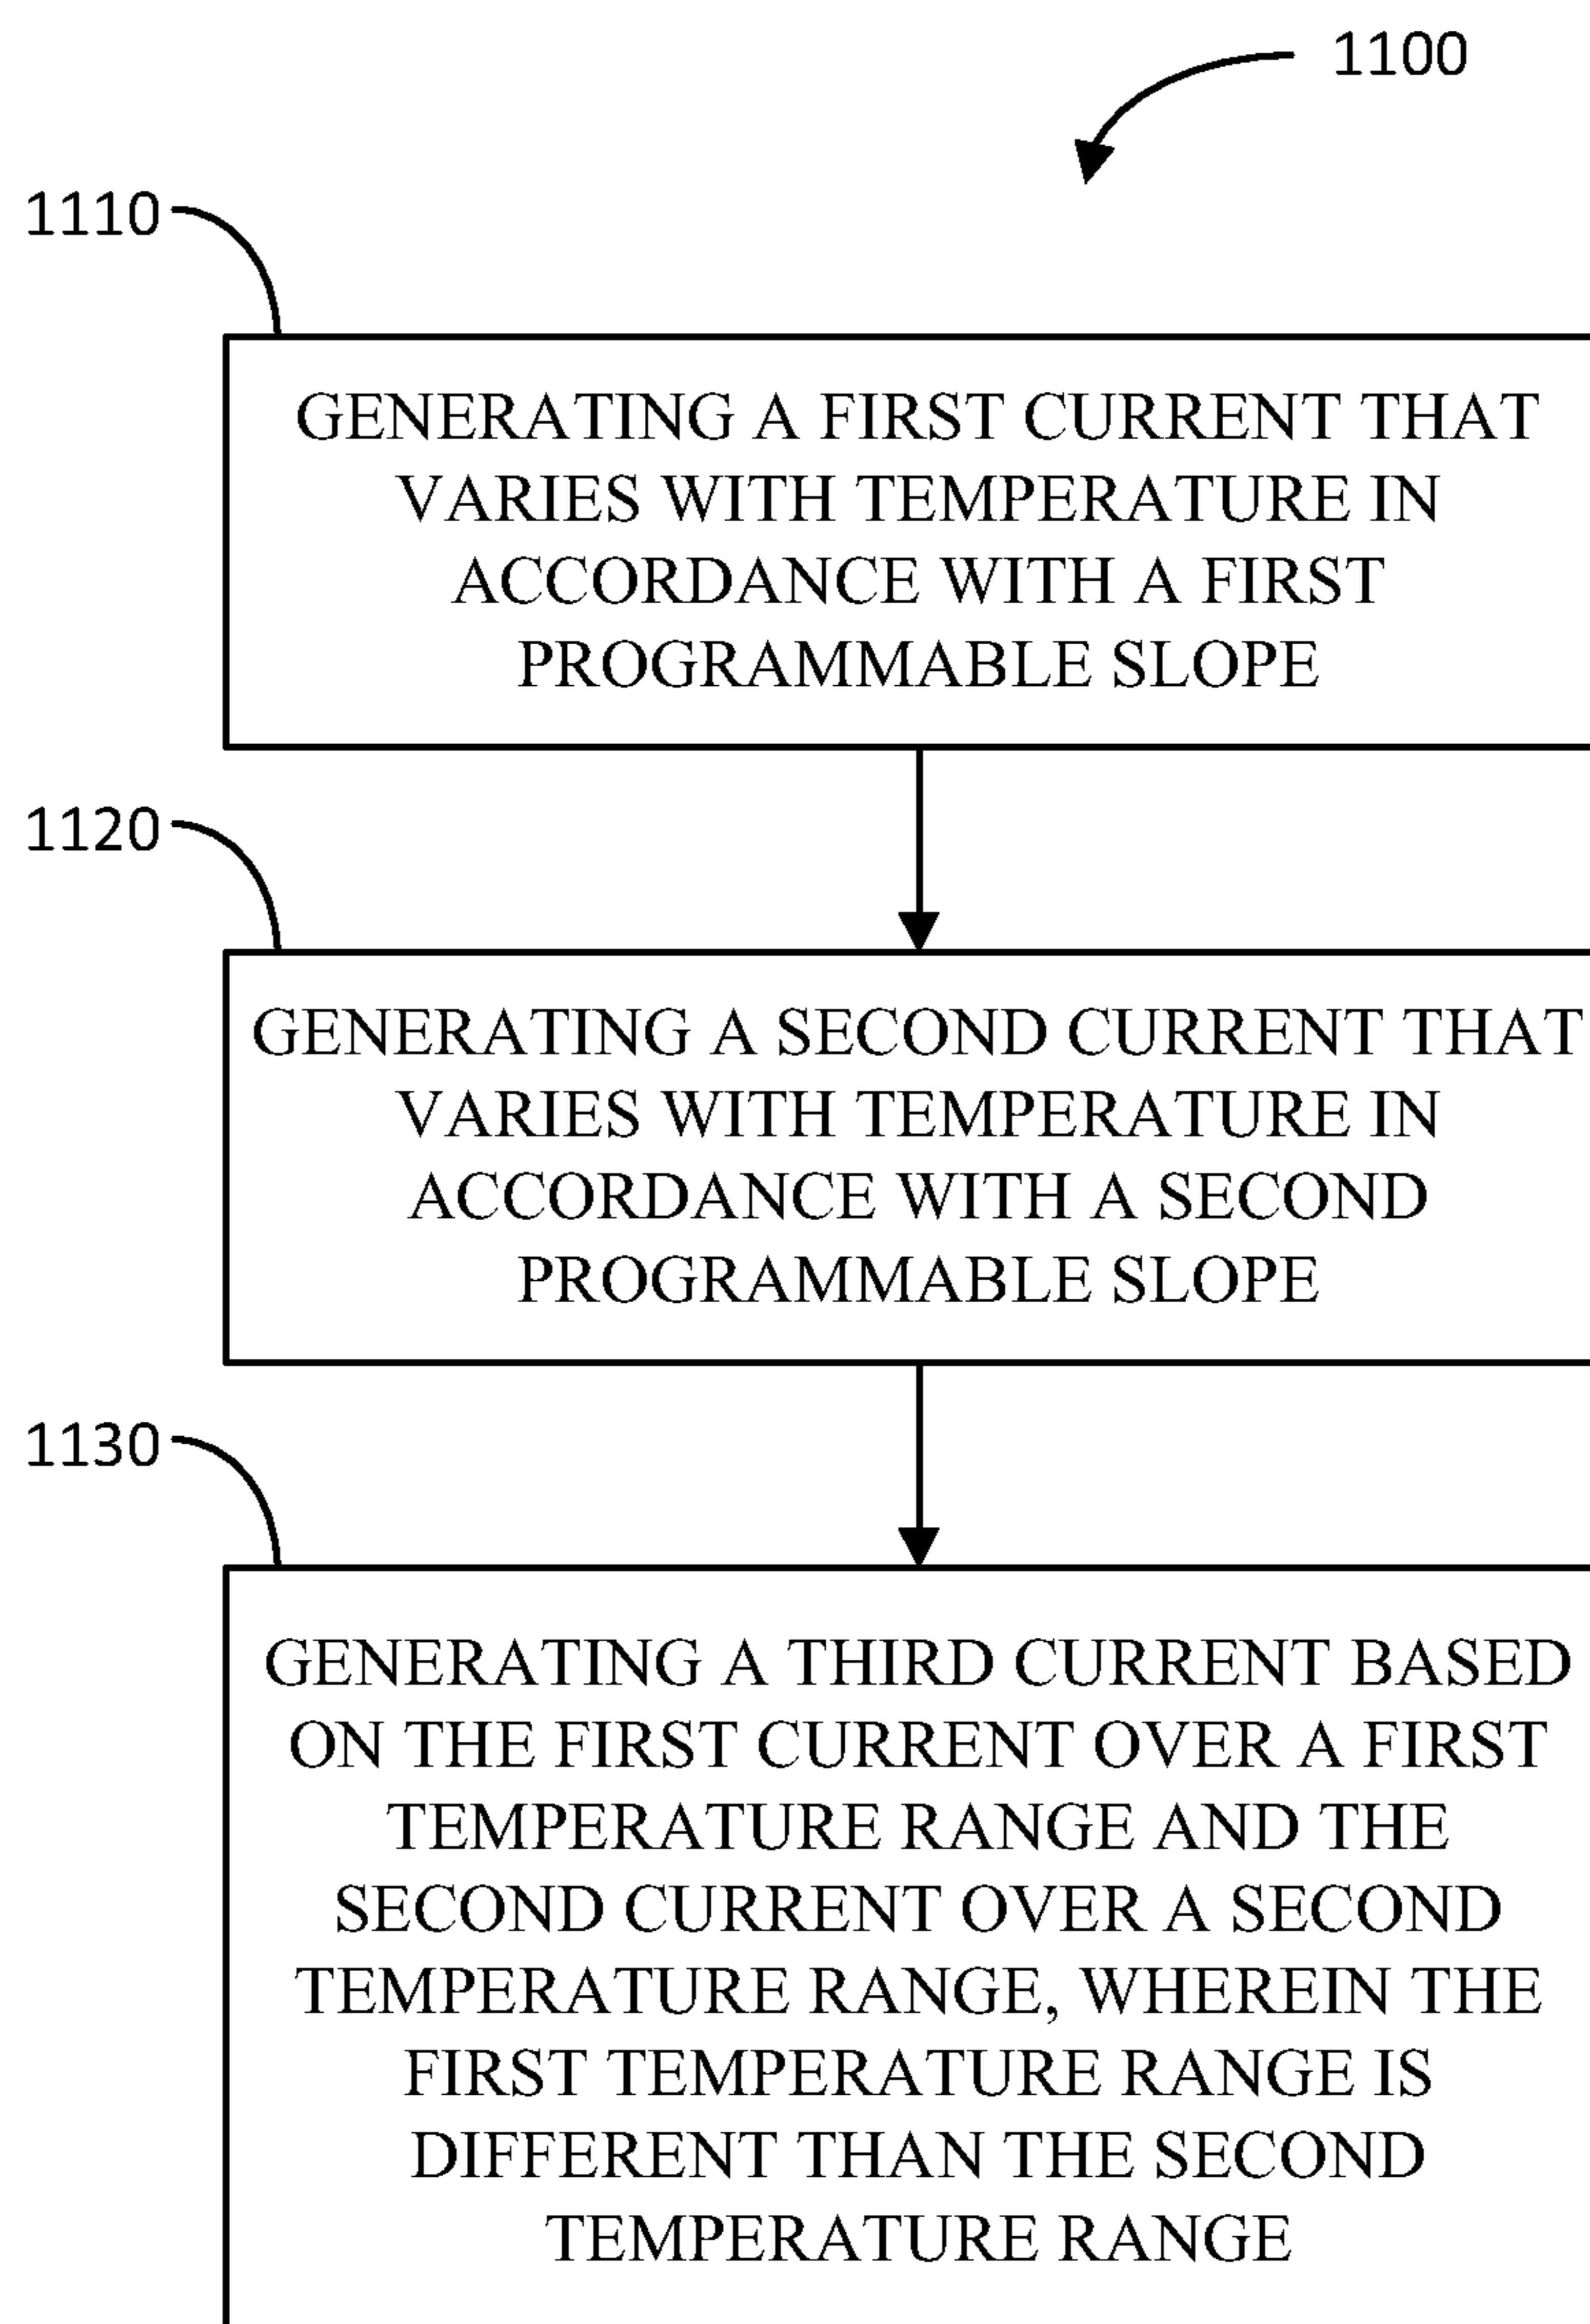 1100
1110
GENERATING A FIRST CURRENT THAT
VARIES WITH TEMPERATURE IN
ACCORDANCE WITH A FIRST
PROGRAMMABLE SLOPE
1120
GENERATING A SECOND CURRENT THAT
VARIES WITH TEMPERATURE IN
ACCORDANCE WITH A SECOND
PROGRAMMABLE SLOPE
1130
GENERATING A THIRD CURRENT BASED
ON THE FIRST CURRENT OVER A FIRST
TEMPERATURE RANGE AND THE
SECOND CURRENT OVER A SECOND
TEMPERATURE RANGE, WHEREIN THE
FIRST TEMPERATURE RANGE IS
DIFFERENT THAN THE SECOND
TEMPERATURE RANGE